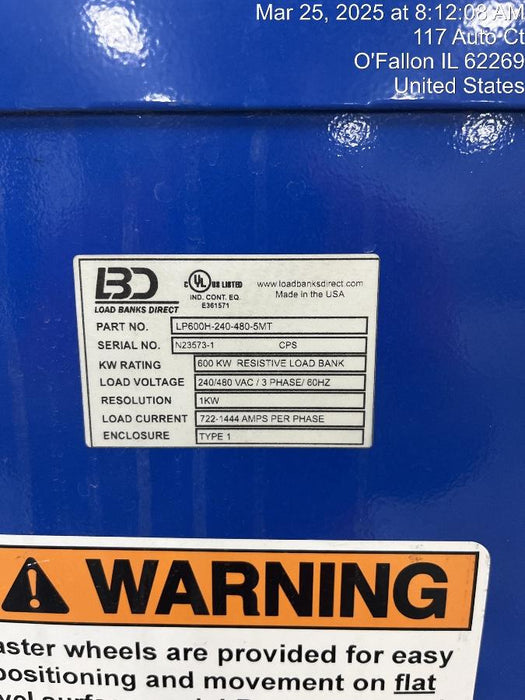 Mar 25, 2025 at 8:12:08 AM
117 Auto Ct
O'Fallon IL 62269
United States
LBD
LOAD BANKS DIRECT
C UL US LISTED
IND. CONT. EQ.
E361571
www.loadbanksdirect.com
Made in the USA
PART NO. LP600H-240-480-5MT
SERIAL NO. N23573-1 CPS
KW RATING 600 KW RESISTIVE LOAD BANK
LOAD VOLTAGE 240/480 VAC / 3 PHASE/ 60HZ
RESOLUTION 1KW
LOAD CURRENT 722-1444 AMPS PER PHASE
ENCLOSURE TYPE 1
WARNING
aster wheels are provided for easy
positioning and movement on flat